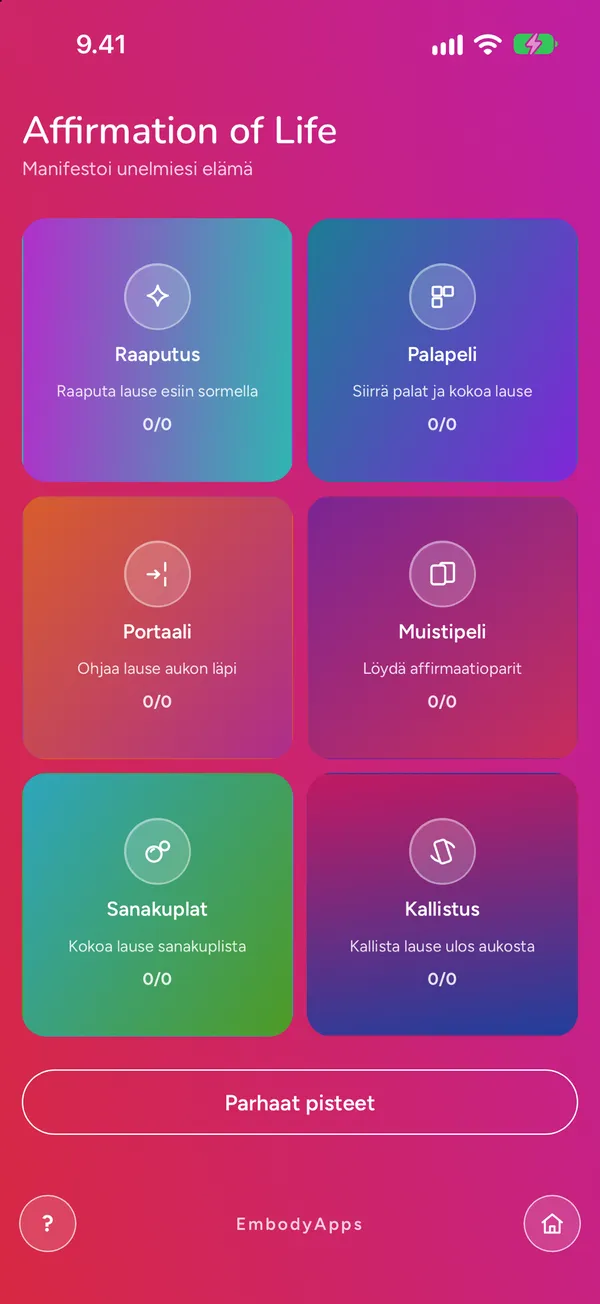 9.41
Affirmation of Life
Manifestoi unelmiesi elämä
Raaputus
Raaputa lause esiin sormella
0/0
Palapeli
Siirrä palat ja kokoa lause
0/0
Portaali
Ohjaa lause aukon läpi
0/0
Muistipeli
Löydä affirmaatioparit
0/0
Sanakuplat
Kokoa lause sanakuplista
0/0
Kallistus
Kallista lause ulos aukosta
0/0
Parhaat pisteet
?
EmbodyApps